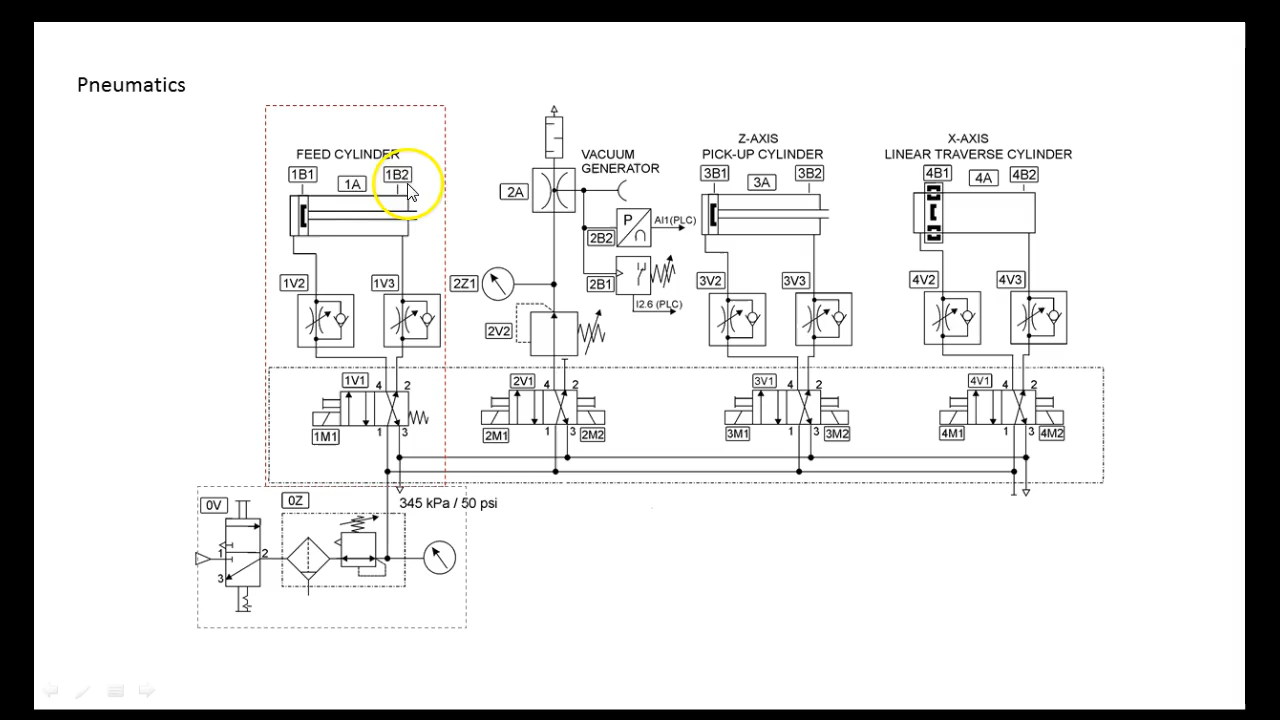 Pneumatics
FEED CYLINDER
1B1
1A
1B2
VACUUM
GENERATOR
2A
P
AI1(PLC)
2B2
2B1
I2.6 (PLC)
2Z1
2V2
Z-AXIS
PICK-UP CYLINDER
3B1
3A
3B2
X-AXIS
LINEAR TRAVERSE CYLINDER
4B1
4A
4B2
1V2
1V3
3V2
3V3
4V2
4V3
1V1
4
2
1M1
1
3
2V1
4
2
2M1
1
3
2M2
3V1
4
2
3M1
1
3
3M2
4V1
4
2
4M1
1
3
4M2
345 kPa / 50 psi
0V
0Z
1
2
3